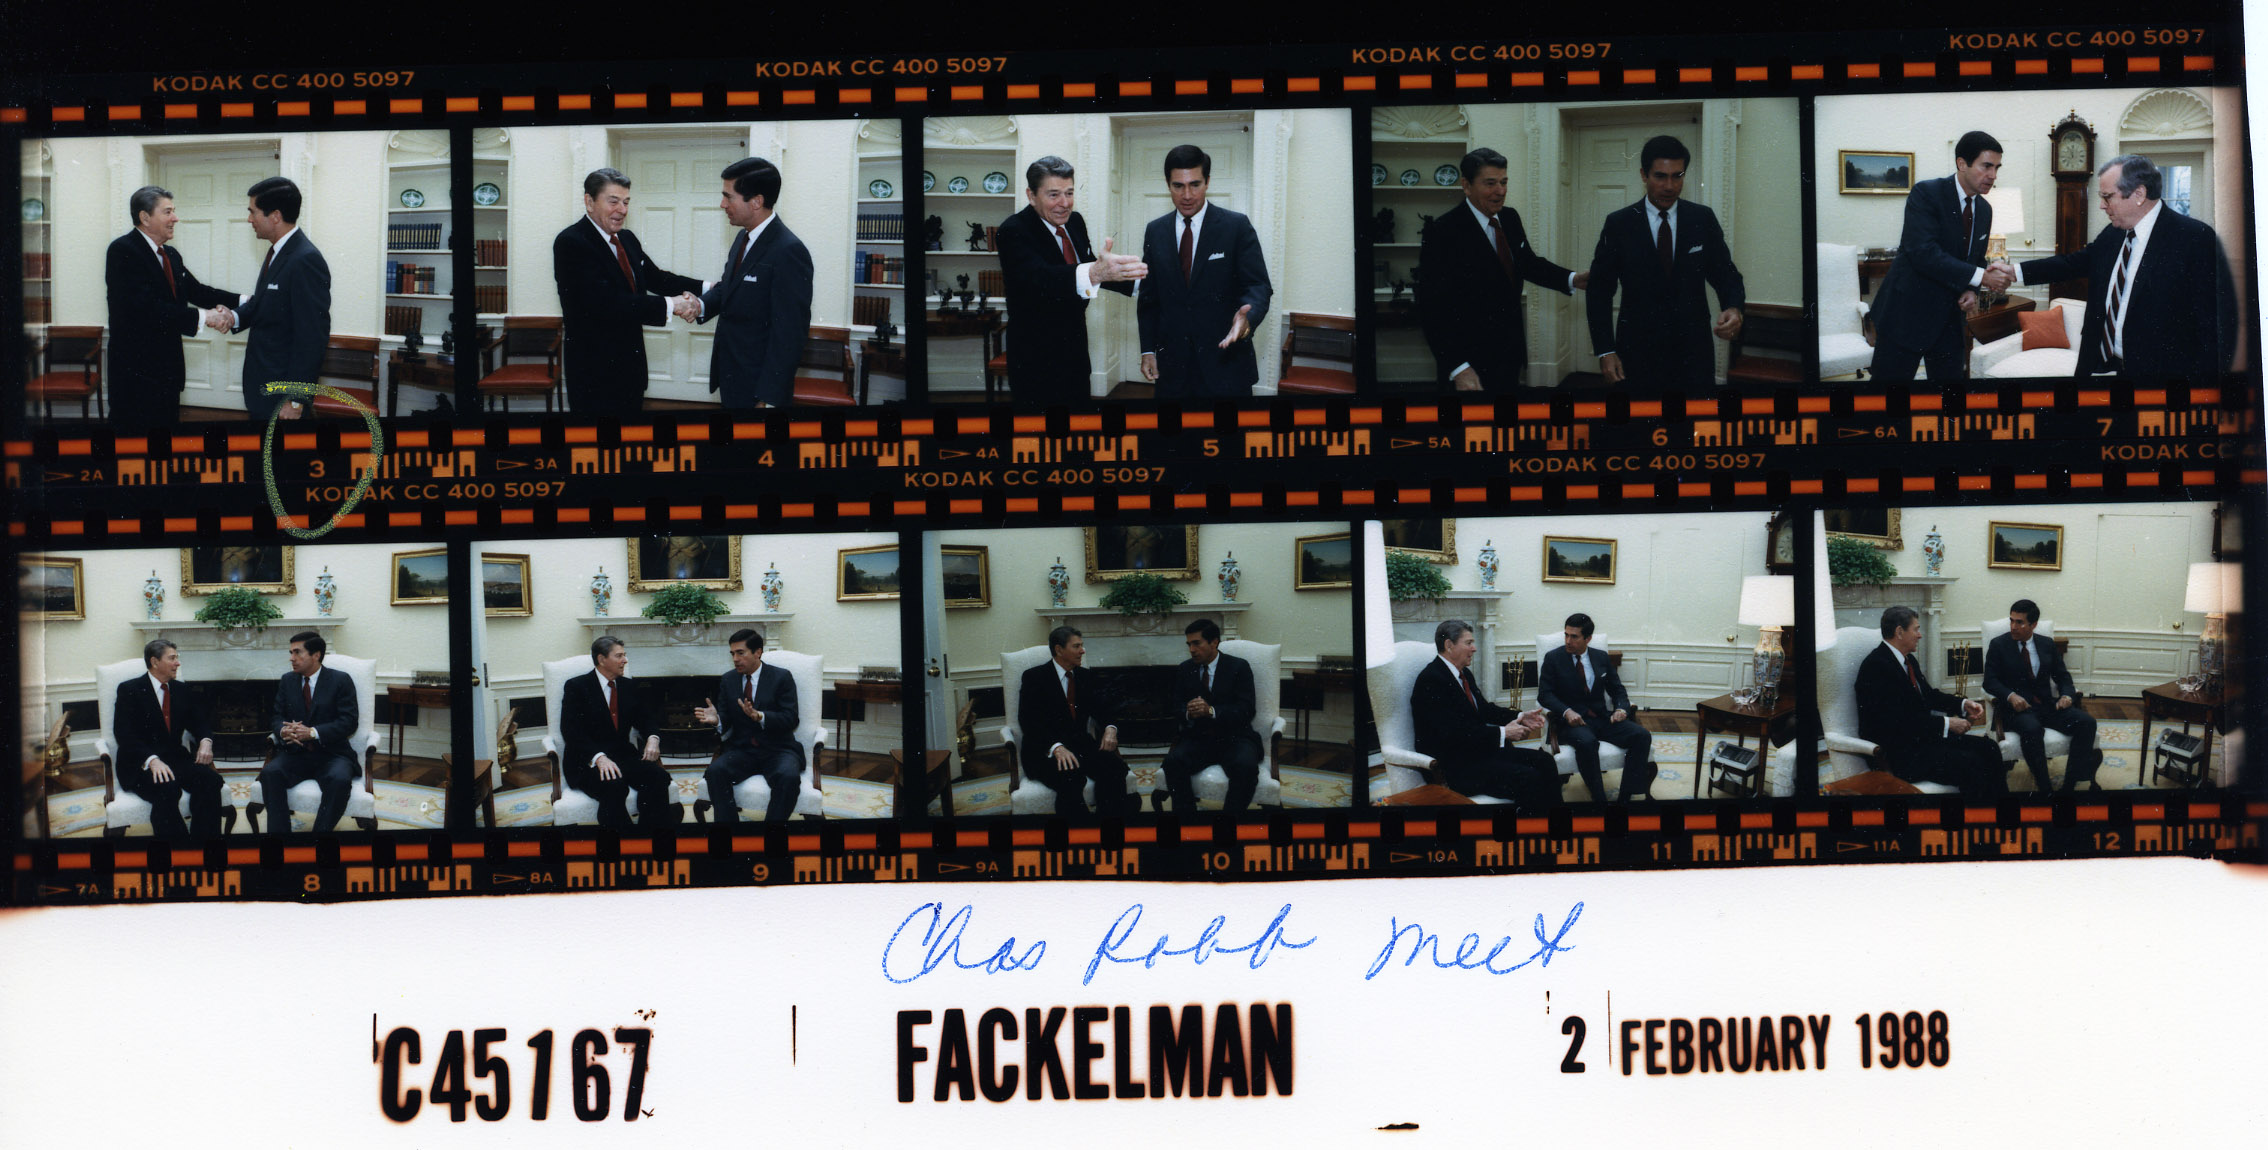 KODAK CC 400 5097 KODAK CC 400 5097 KODAK CC 400 5097 KODAK CC 400 5097
2A 3 3A 4 4A 5 5A 6 6A 7
KODAK CC 400 5097 KODAK CC 400 5097 KODAK CC 400 5097 KODAK CC 4
7A 8 8A 9 9A 10 10A 11 11A 12
Chas Robb meet
C45167 FACKELMAN 2 FEBRUARY 1988